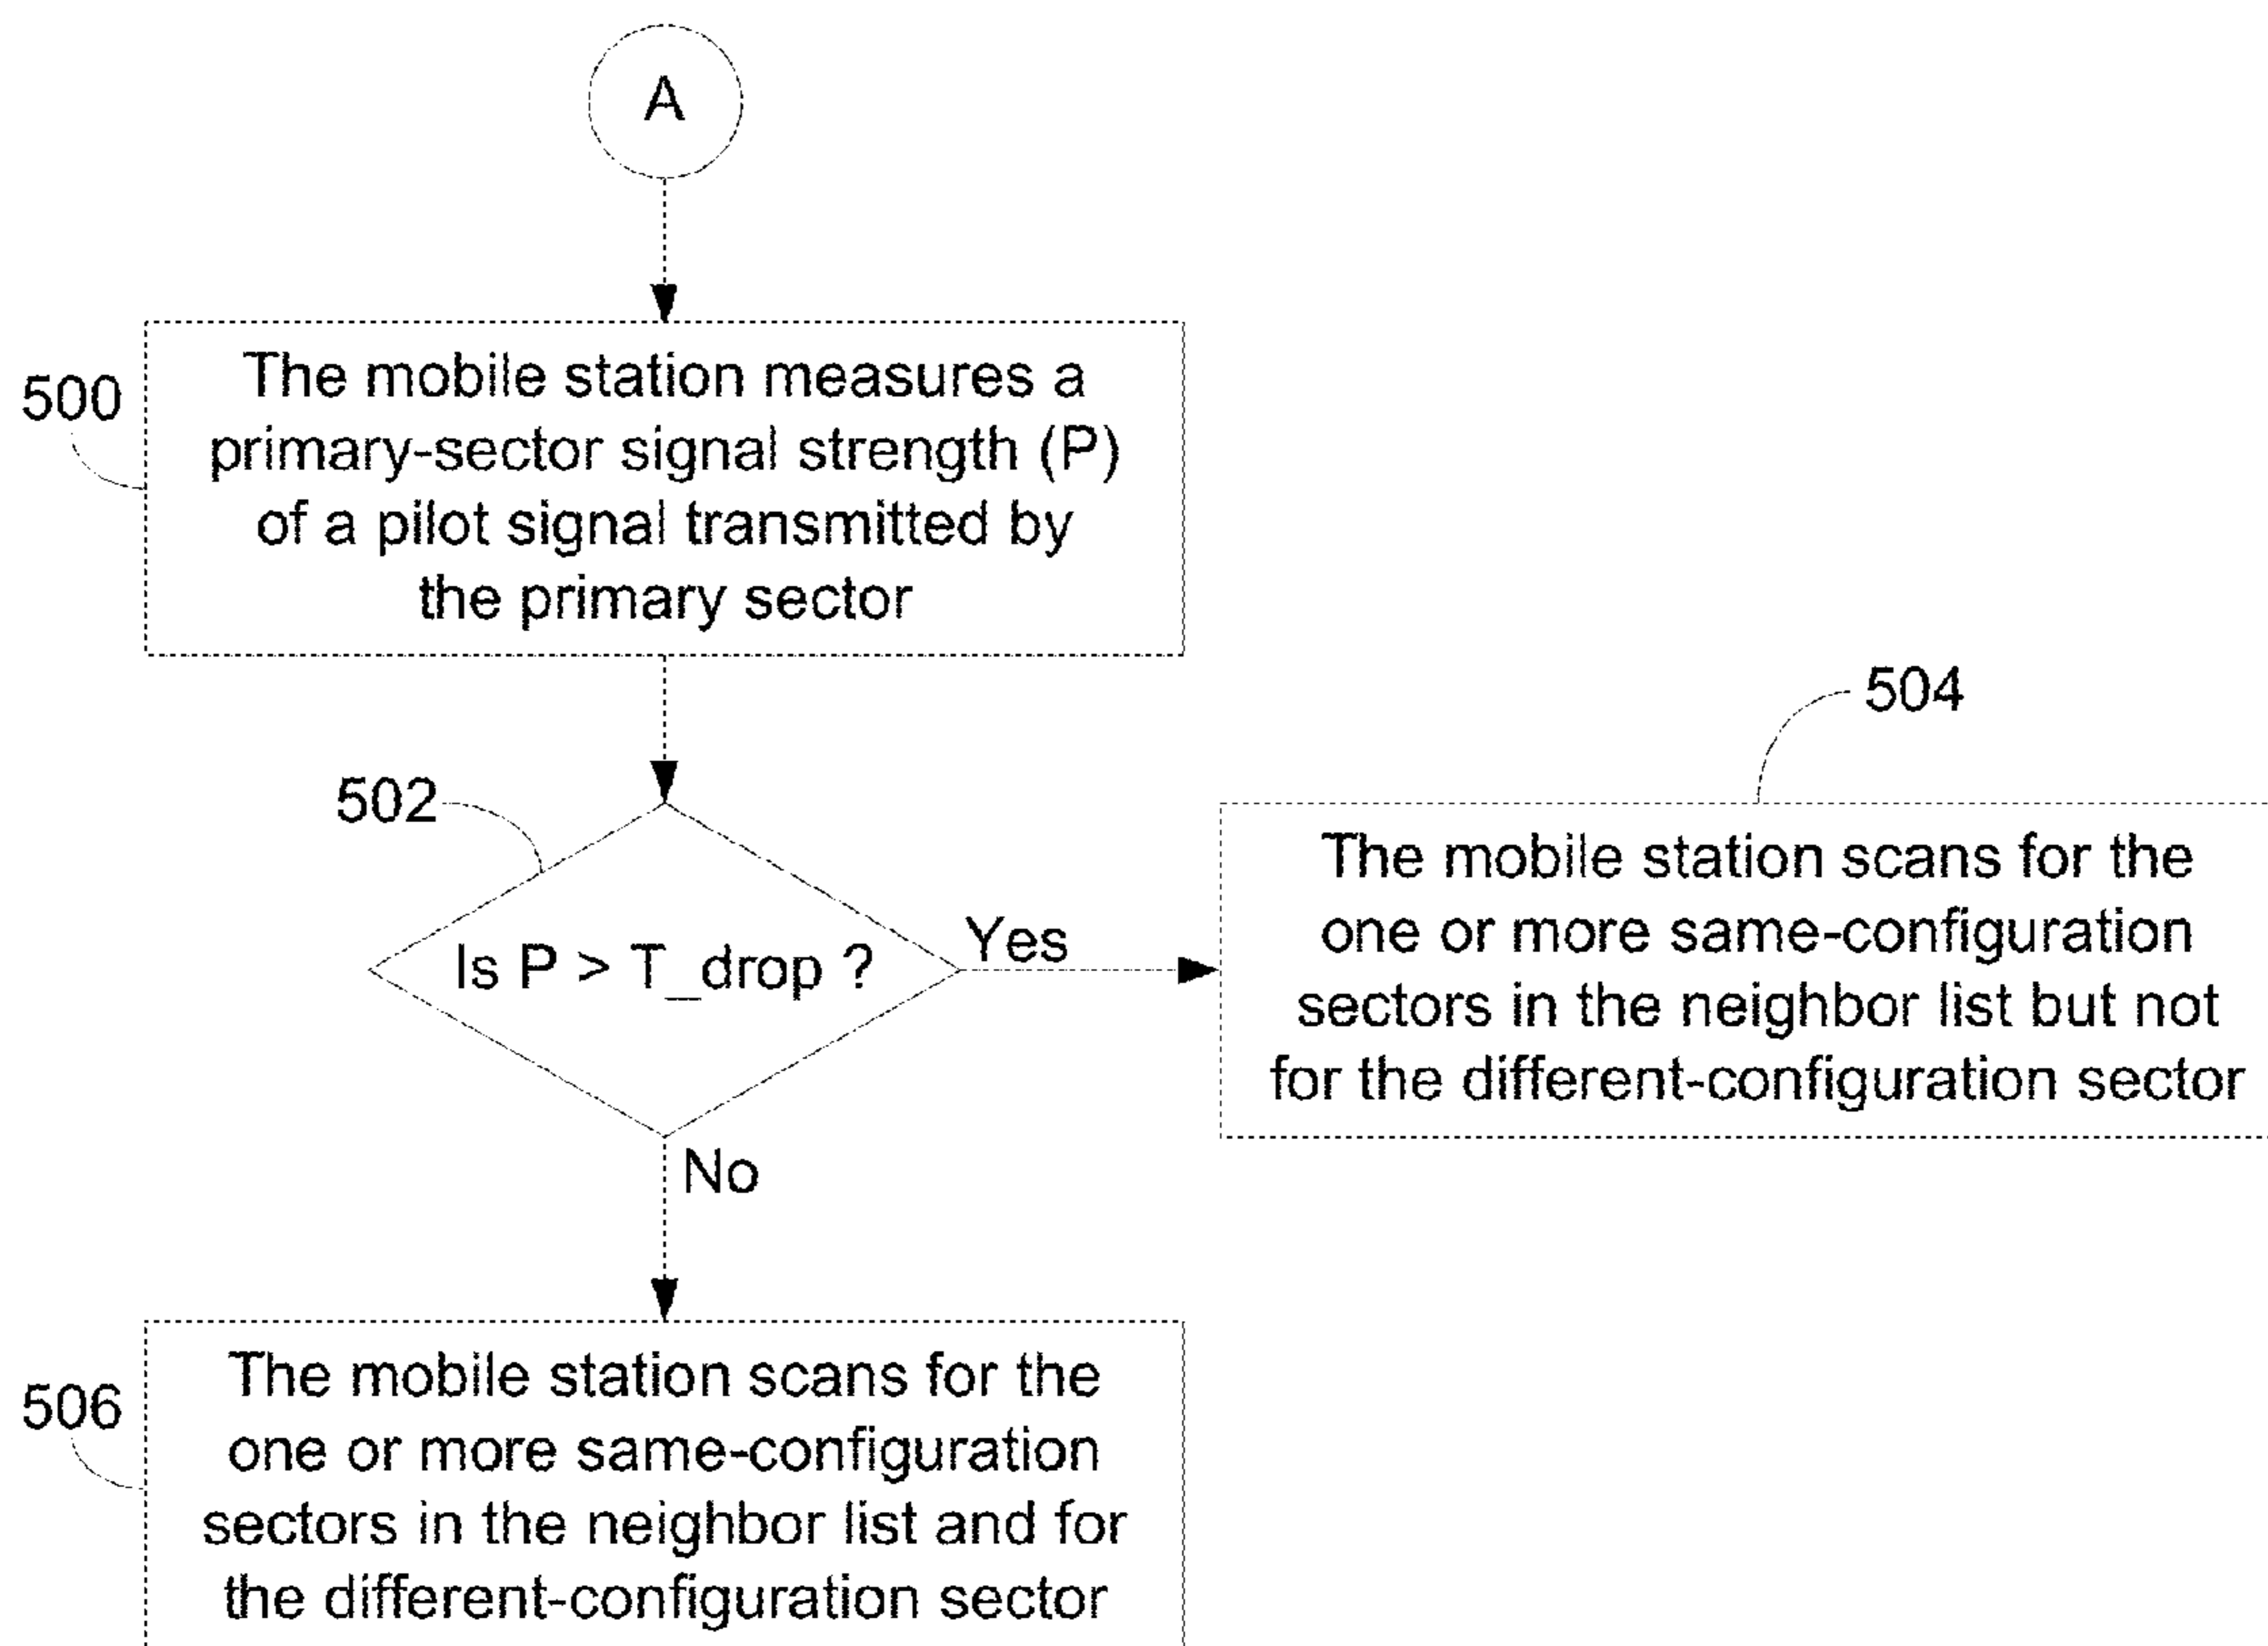 A
500
The mobile station measures a
primary-sector signal strength (P)
of a pilot signal transmitted by
the primary sector
502
Is P > T_drop ?
Yes
504
The mobile station scans for the
one or more same-configuration
sectors in the neighbor list but not
for the different-configuration sector
No
506
The mobile station scans for the
one or more same-configuration
sectors in the neighbor list and for
the different-configuration sector